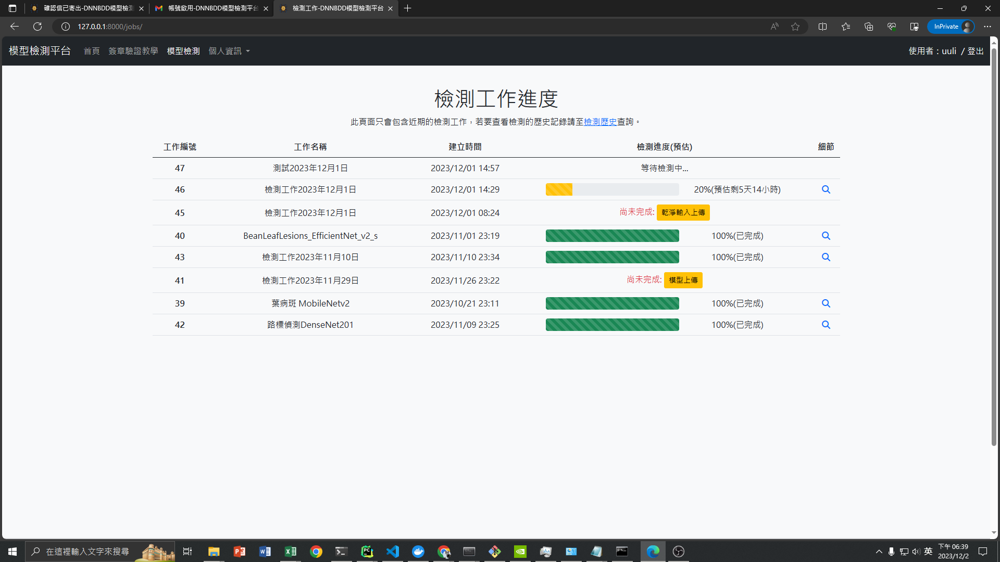 確認信已寄出-DNNBDD模型檢測
帳號啟用-DNNBDD模型檢測平台
檢測工作-DNNBDD模型檢測平台
127.0.0.1:8000/jobs/
InPrivate
模型檢測平台 首頁 簽章驗證教學 模型檢測 個人資訊 使用者：uuli / 登出
檢測工作進度
此頁面只會包含近期的檢測工作，若要查看檢測的歷史記錄請至檢測歷史查詢。
工作編號 工作名稱 建立時間 檢測進度(預估) 細節
47 測試2023年12月1日 2023/12/01 14:57 等待檢測中...
46 檢測工作2023年12月1日 2023/12/01 14:29 20%(預估剩5天14小時)
45 檢測工作2023年12月1日 2023/12/01 08:24 尚未完成: 乾淨輸入上傳
40 BeanLeafLesions_EfficientNet_v2_s 2023/11/01 23:19 100%(已完成)
43 檢測工作2023年11月10日 2023/11/10 23:34 100%(已完成)
41 檢測工作2023年11月29日 2023/11/26 23:22 尚未完成: 模型上傳
39 葉病斑 MobileNetv2 2023/10/21 23:11 100%(已完成)
42 路標偵測DenseNet201 2023/11/09 23:25 100%(已完成)
在這裡輸入文字來搜尋
英
下午 06:39
2023/12/2